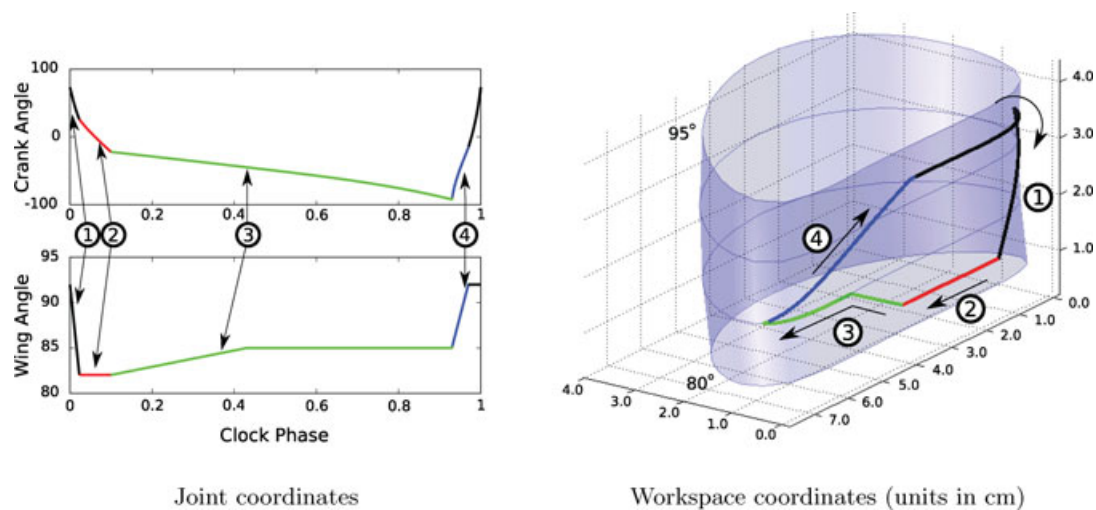 100
0
-100
Crank Angle
0 0.2 0.4 0.6 0.8 1
1 2 3 4
95
90
85
80
Wing Angle
0 0.2 0.4 0.6 0.8 1
Clock Phase
Joint coordinates
95°
80°
1
2
3
4
4.0
3.0
2.0
1.0
0.0
4.0 3.0 2.0 1.0 0.0
7.0 6.0 5.0 4.0 3.0 2.0 1.0
Workspace coordinates (units in cm)